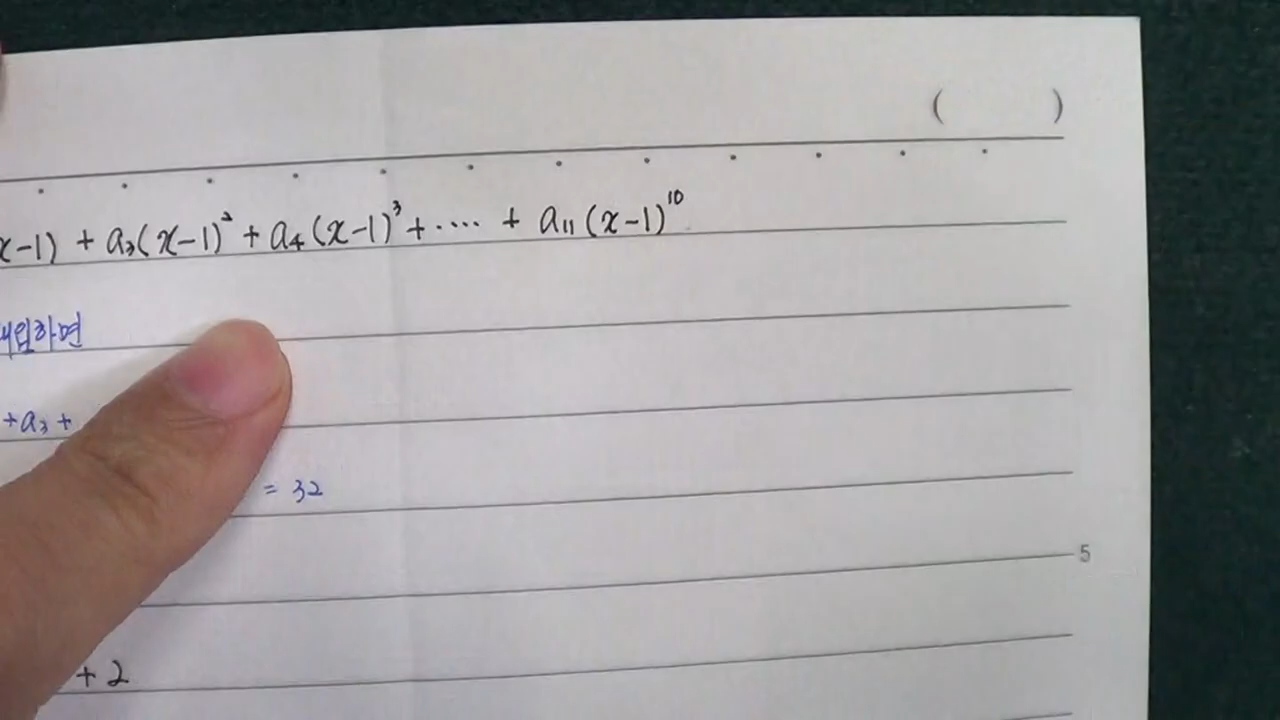 ( )
x-1) + a₃(x-1)² + a₄(x-1)³ + ···· + a₁₁(x-1)¹⁰
대입하면
+a₃+
= 32
5
+2